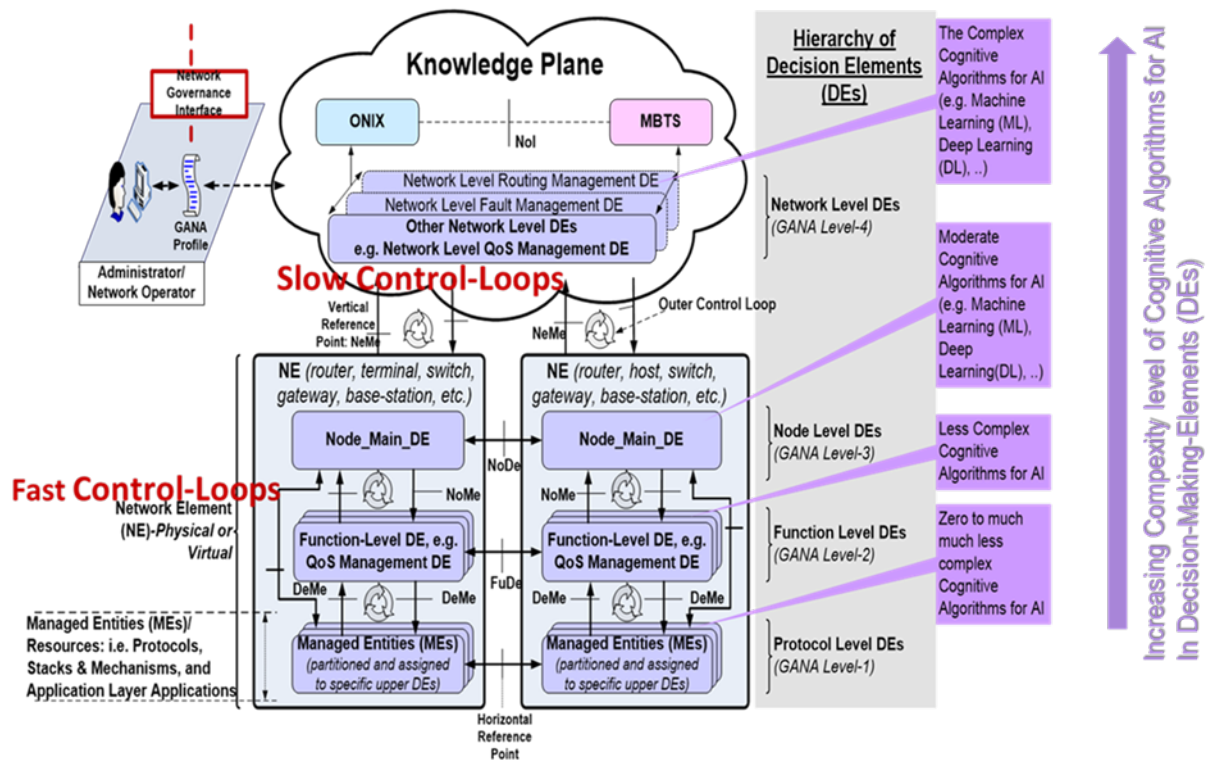 Network
Governance
Interface
GANA
Profile
Administrator/
Network Operator
Knowledge Plane
ONIX
MBTS
NoI
Network Level Routing Management DE
Network Level Fault Management DE
Other Network Level DEs
e.g. Network Level QoS Management DE
Slow Control-Loops
Vertical
Reference
Point: NeMe
NeMe
Outer Control Loop
NE (router, terminal, switch,
gateway, base-station, etc.)
NE (router, host, switch,
gateway, base-station, etc.)
Node_Main_DE
Node_Main_DE
NoDe
Fast Control-Loops
NoMe
NoMe
Network Element
(NE)-Physical or
Virtual
Function-Level DE, e.g.
QoS Management DE
Function-Level DE, e.g.
QoS Management DE
FuDe
DeMe
DeMe
DeMe
DeMe
Managed Entities (MEs)/
Resources: i.e. Protocols,
Stacks & Mechanisms, and
Application Layer Applications
Managed Entities (MEs)
(partitioned and assigned
to specific upper DEs)
Managed Entities (MEs)
(partitioned and assigned
to specific upper DEs)
Horizontal
Reference
Point
Hierarchy of
Decision Elements
(DEs)
Network Level DEs
(GANA Level-4)
Node Level DEs
(GANA Level-3)
Function Level DEs
(GANA Level-2)
Protocol Level DEs
(GANA Level-1)
The Complex
Cognitive
Algorithms for AI
(e.g. Machine
Learning (ML),
Deep Learning
(DL), ..)
Moderate
Cognitive
Algorithms for AI
(e.g. Machine
Learning (ML),
Deep
Learning(DL), ..)
Less Complex
Cognitive
Algorithms for AI
Zero to much
much less
complex
Cognitive
Algorithms for AI
Increasing Compexity level of Cognitive Algorithms for AI
In Decision-Making-Elements (DEs)